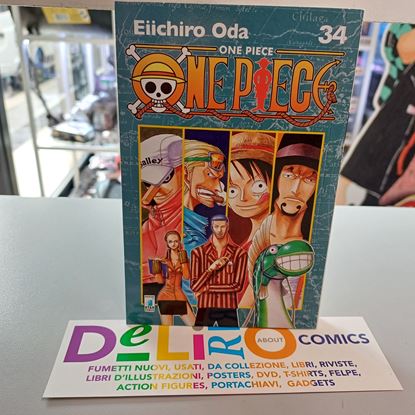 Eiichiro Oda
34
ONE PIECE
ONE PIECE
DeLiRiO
ABOUT
COMICS
FUMETTI NUOVI, USATI, DA COLLEZIONE, LIBRI, RIVISTE,
LIBRI D'ILLUSTRAZIONI, POSTERS, DVD, T-SHIRTS, FELPE,
ACTION FIGURES, PORTACHIAVI, GADGETS